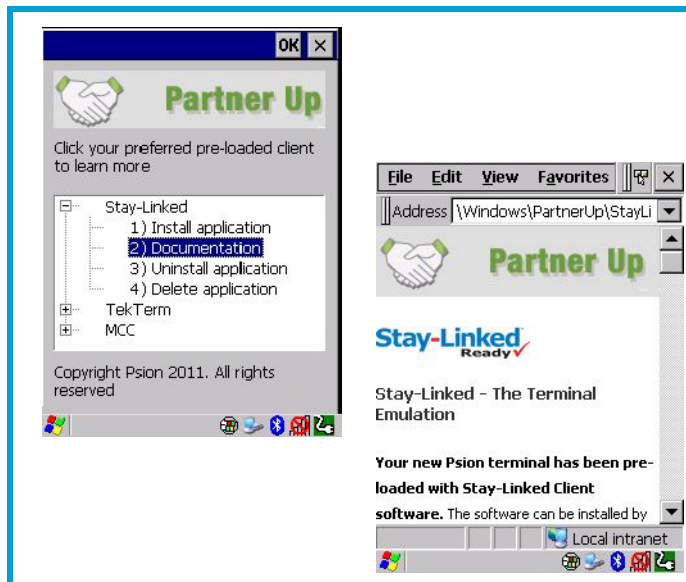 OK ×
Partner Up
Click your preferred pre-loaded client
to learn more
Stay-Linked
1) Install application
2) Documentation
3) Uninstall application
4) Delete application
TekTerm
MCC
Copyright Psion 2011. All rights
reserved
File Edit View Favorites ×
Address \Windows\PartnerUp\StayLi
Partner Up
Stay-Linked
Ready
Stay-Linked - The Terminal
Emulation
Your new Psion terminal has been pre-
loaded with Stay-Linked Client
software. The software can be installed by
Local intranet